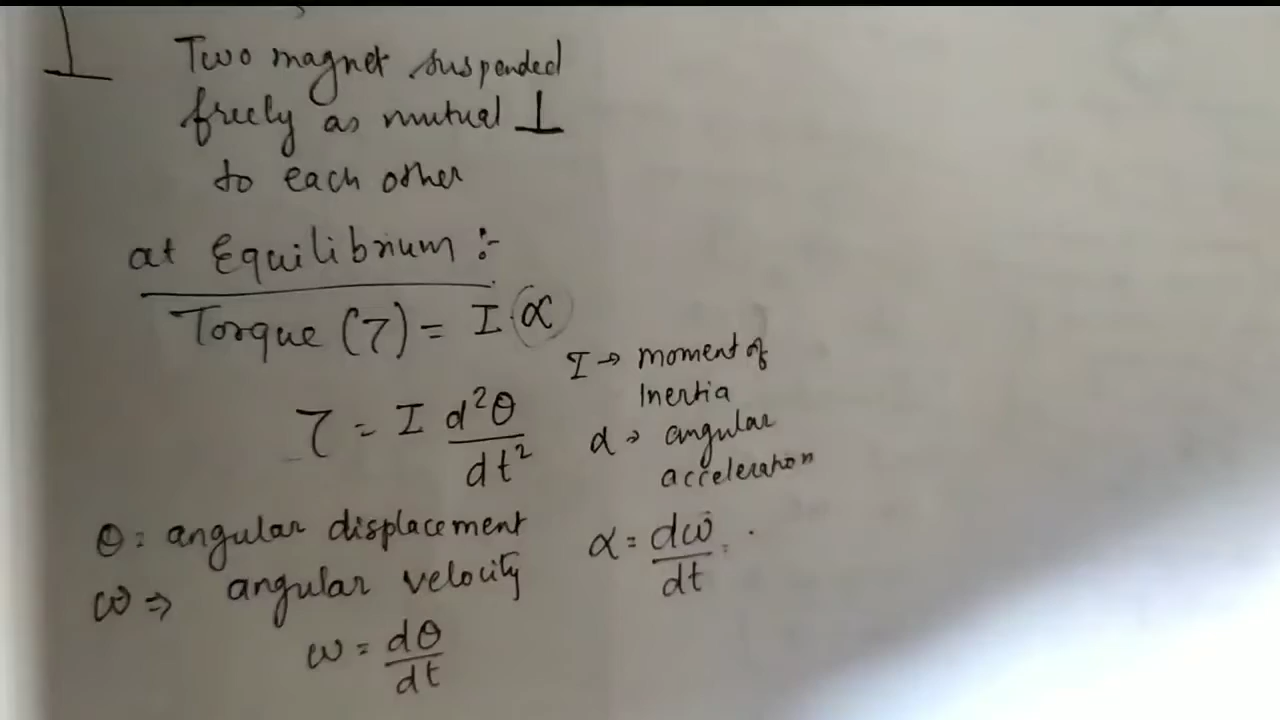 ⊥ Two magnet suspended
freely as mutual ⊥
to each other
at Equilibrium :-
Torque (τ) = I α
I → moment of
Inertia
τ = I d²θ/dt²
α → angular
acceleration
θ = angular displacement
α = dω/dt = .
ω ⇒ angular velocity
ω = dθ/dt